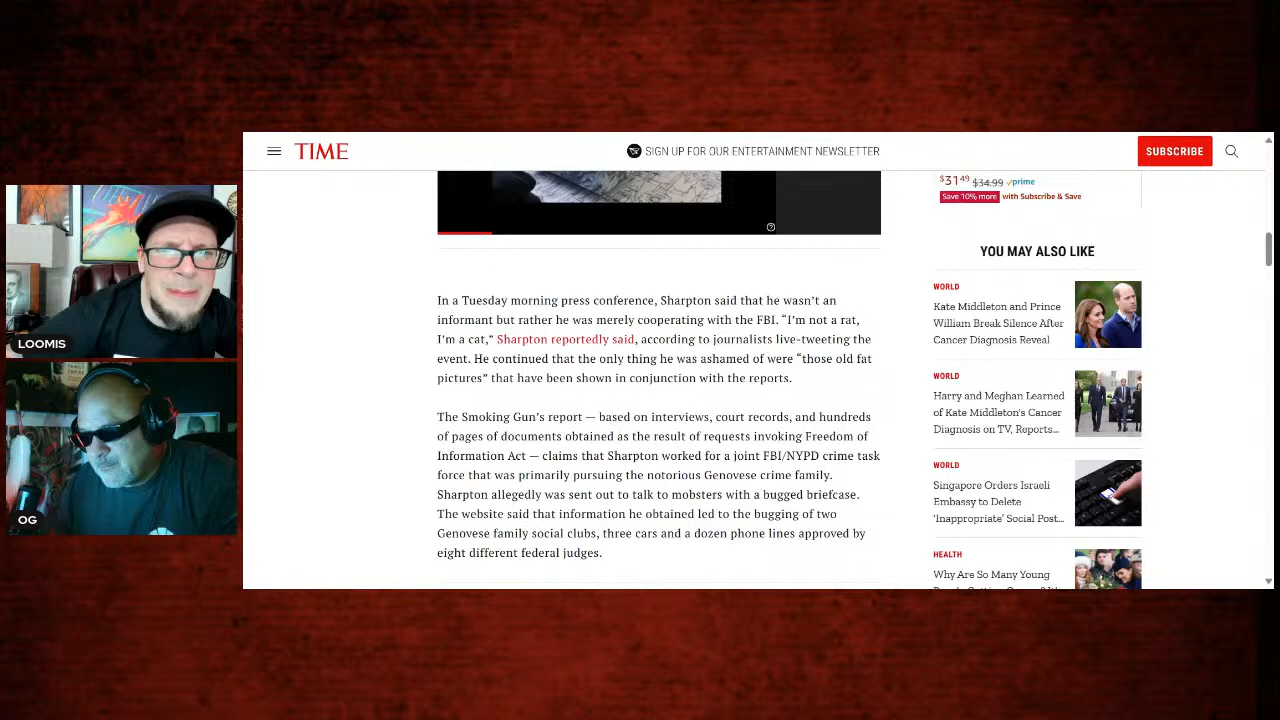 TIME
SIGN UP FOR OUR ENTERTAINMENT NEWSLETTER
SUBSCRIBE
$3149 $34.99 prime
Save 10% more with Subscribe & Save
LOOMIS
OG
In a Tuesday morning press conference, Sharpton said that he wasn't an
informant but rather he was merely cooperating with the FBI. “I'm not a rat,
I'm a cat,” Sharpton reportedly said, according to journalists live-tweeting the
event. He continued that the only thing he was ashamed of were “those old fat
pictures” that have been shown in conjunction with the reports.
The Smoking Gun's report — based on interviews, court records, and hundreds
of pages of documents obtained as the result of requests invoking Freedom of
Information Act — claims that Sharpton worked for a joint FBI/NYPD crime task
force that was primarily pursuing the notorious Genovese crime family.
Sharpton allegedly was sent out to talk to mobsters with a bugged briefcase.
The website said that information he obtained led to the bugging of two
Genovese family social clubs, three cars and a dozen phone lines approved by
eight different federal judges.
YOU MAY ALSO LIKE
WORLD
Kate Middleton and Prince
William Break Silence After
Cancer Diagnosis Reveal
WORLD
Harry and Meghan Learned
of Kate Middleton's Cancer
Diagnosis on TV, Reports...
WORLD
Singapore Orders Israeli
Embassy to Delete
‘Inappropriate’ Social Post...
HEALTH
Why Are So Many Young